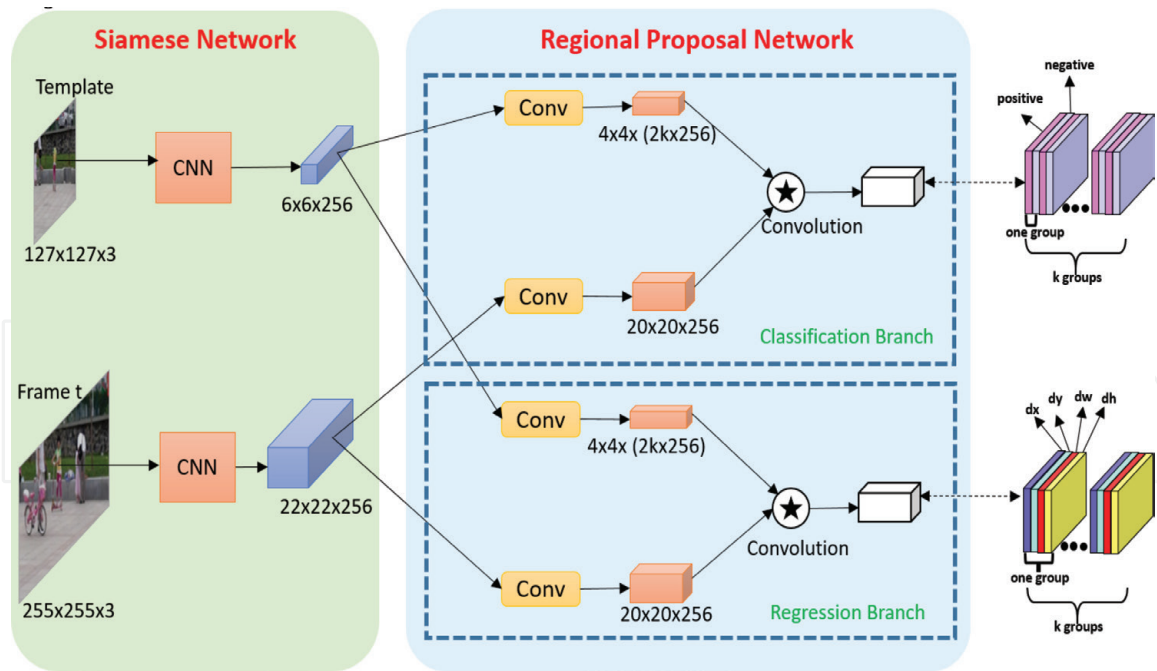 Siamese Network
Template
CNN
6x6x256
127x127x3
Frame t
CNN
22x22x256
255x255x3
Regional Proposal Network
Conv
4x4x (2kx256)
Convolution
Conv
20x20x256
Classification Branch
Conv
4x4x (2kx256)
Convolution
Conv
20x20x256
Regression Branch
negative
positive
one group
k groups
dx
dy
dw
dh
one group
k groups